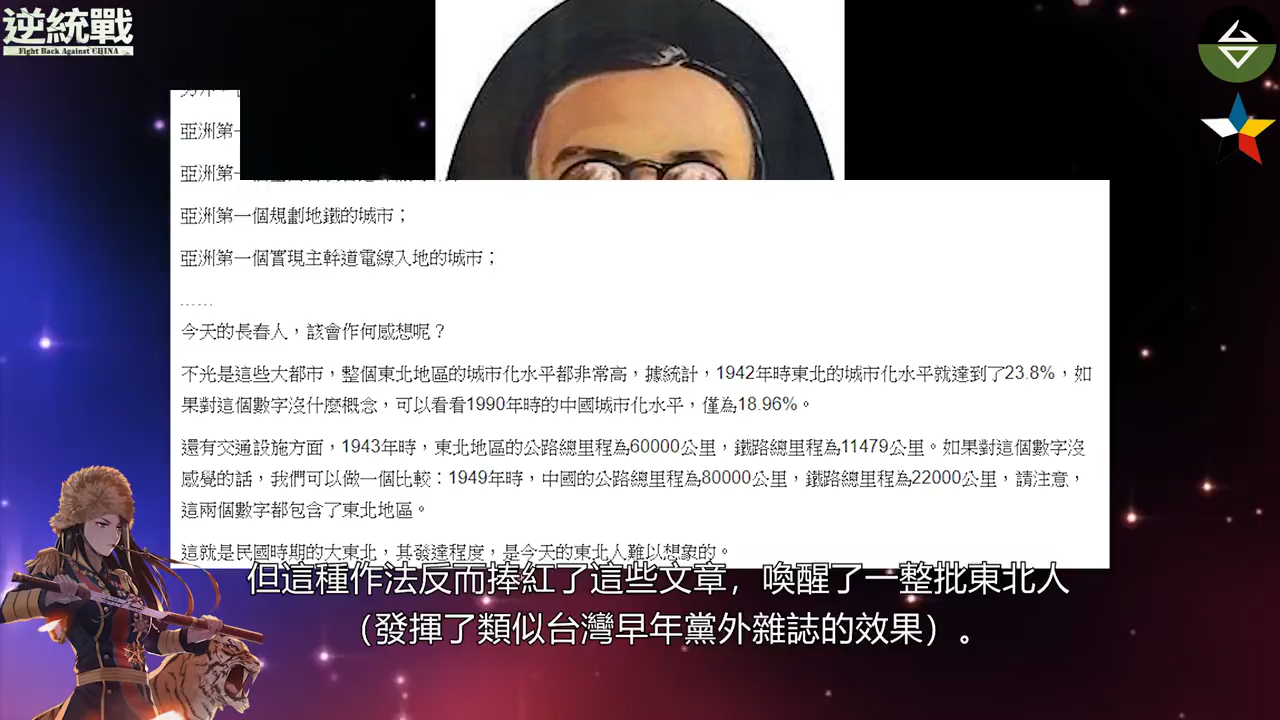 逆統戰
Fight Back Against CHINA
亞洲第一
亞洲第一
亞洲第一個規劃地鐵的城市；
亞洲第一個實現主幹道電線入地的城市；
……
今天的長春人，該會作何感想呢？
不光是這些大都市，整個東北地區的城市化水平都非常高，據統計，1942年時東北的城市化水平就達到了23.8%，如
果對這個數字沒什麼概念，可以看看1990年時的中國城市化水平，僅為18.96%。
還有交通設施方面，1943年時，東北地區的公路總里程為60000公里，鐵路總里程為11479公里。如果對這個數字沒
感覺的話，我們可以做一個比較：1949年時，中國的公路總里程為80000公里，鐵路總里程為22000公里，請注意，
這兩個數字都包含了東北地區。
這就是民國時期的大東北，其發達程度，是今天的東北人難以想象的。
但這種作法反而捧紅了這些文章，喚醒了一整批東北人
（發揮了類似台灣早年黨外雜誌的效果）。